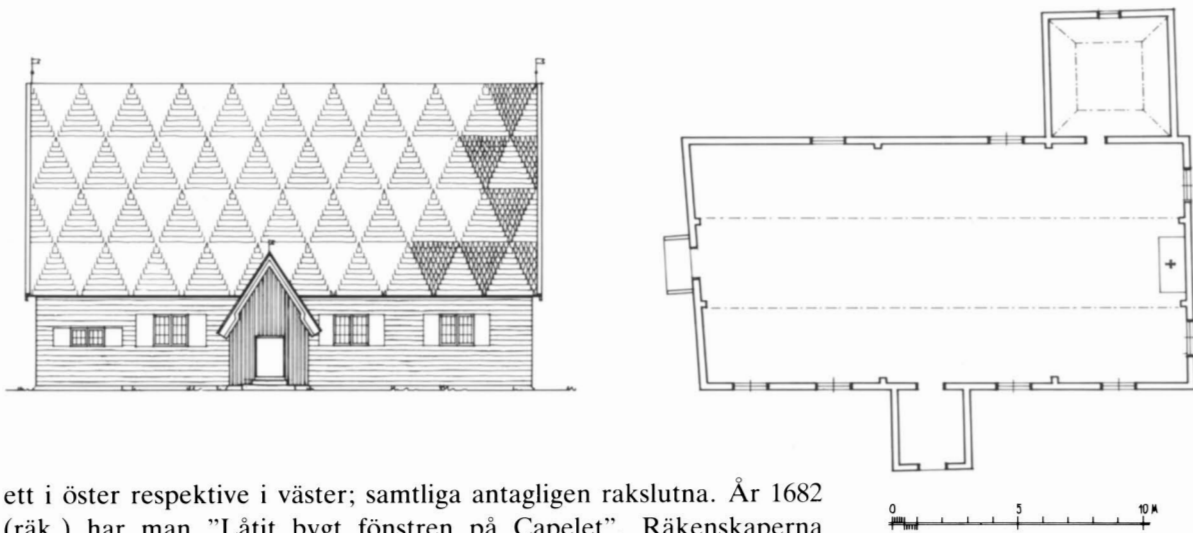 ett i öster respektive i väster; samtliga antagligen rakslutna. År 1682
(räk.) har man ”Låtit bygt fönstren på Capelet”. Räkenskaperna
0 5 10 M